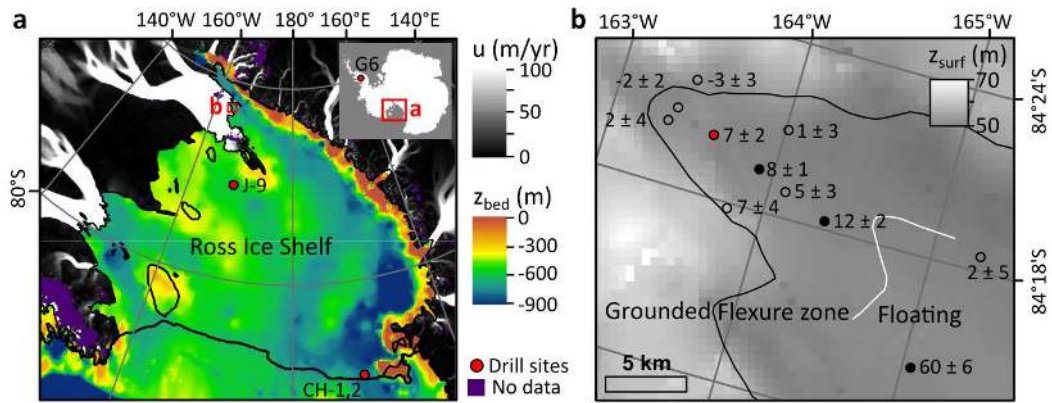 a
140°W
160°W
180°
160°E
140°E
u (m/yr)
100
50
0
G6
a
b
J-9
80°S
Ross Ice Shelf
z_bed (m)
0
-300
-600
-900
CH-1,2
Drill sites
No data
b
163°W
164°W
165°W
z_surf (m)
70
50
-2 ± 2
-3 ± 3
84°24'S
2 ± 4
7 ± 2
1 ± 3
8 ± 1
5 ± 3
7 ± 4
12 ± 2
2 ± 5
84°18'S
Grounded
Flexure zone
Floating
5 km
60 ± 6